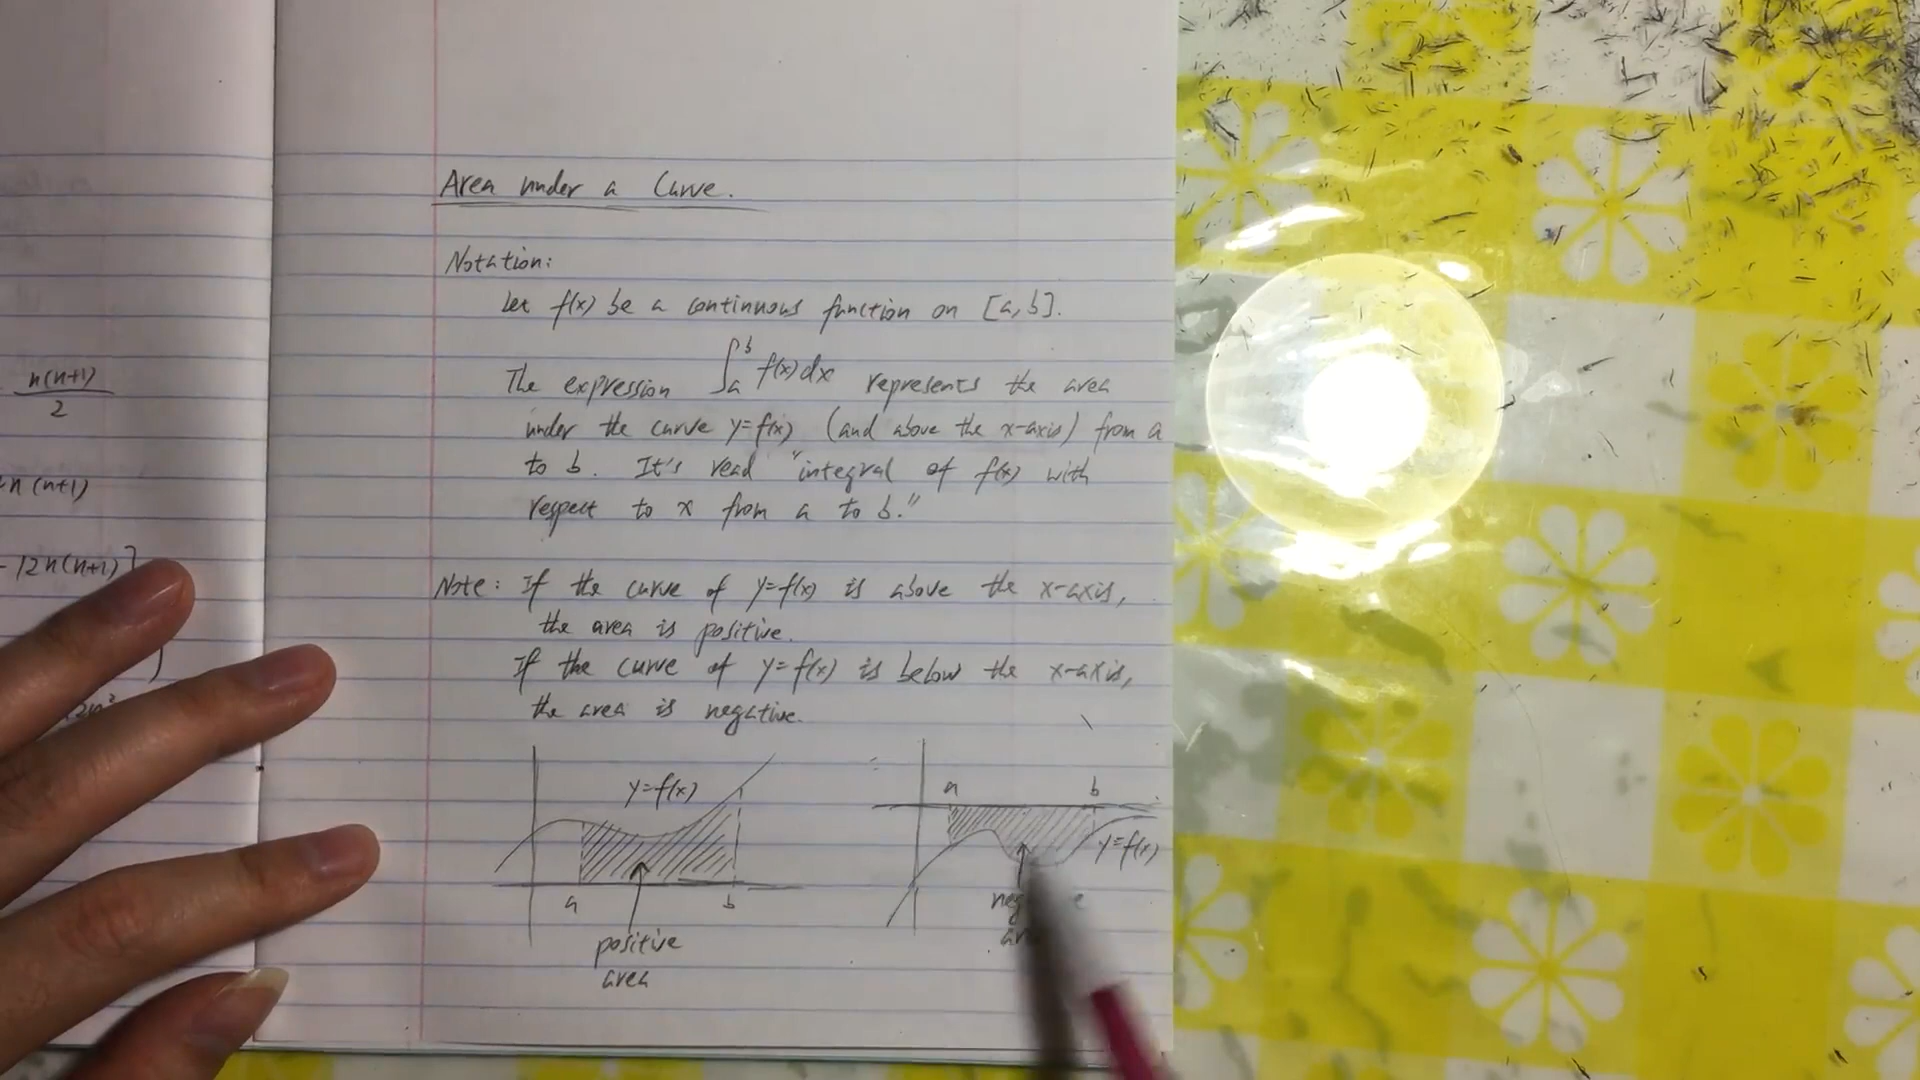 n(n+1)
2
n(n+1)
-12n(n+1)]
)
Area under a Curve.
Notation:
Let f(x) be a continuous function on [a,b].
The expression ∫_a^b f(x)dx represents the area
under the curve y=f(x) (and above the x-axis) from a
to b. It's read "integral of f(x) with
respect to x from a to b."
Note: If the curve of y=f(x) is above the x-axis,
the area is positive.
If the curve of y=f(x) is below the x-axis,
the area is negative.
y=f(x)
a b
positive
area
a b
y=f(x)